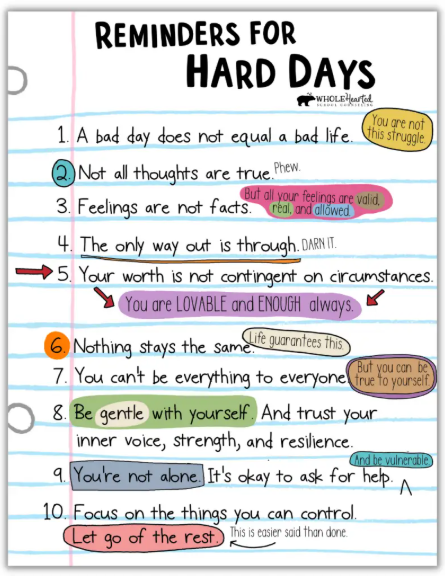 REMINDERS FOR
HARD DAYS
WHOLEHearted
SCHOOL COUNSELING
You are not
this struggle.
1. A bad day does not equal a bad life.
2. Not all thoughts are true. Phew.
But all your feelings are valid,
real, and allowed.
3. Feelings are not facts.
4. The only way out is through. DARN IT.
5. Your worth is not contingent on circumstances.
You are LOVABLE and ENOUGH always.
6. Nothing stays the same. Life guarantees this.
7. You can't be everything to everyone.
But you can be
true to yourself.
8. Be gentle with yourself. And trust your
inner voice, strength, and resilience.
And be vulnerable
9. You're not alone. It's okay to ask for help.
10. Focus on the things you can control.
Let go of the rest. This is easier said than done.